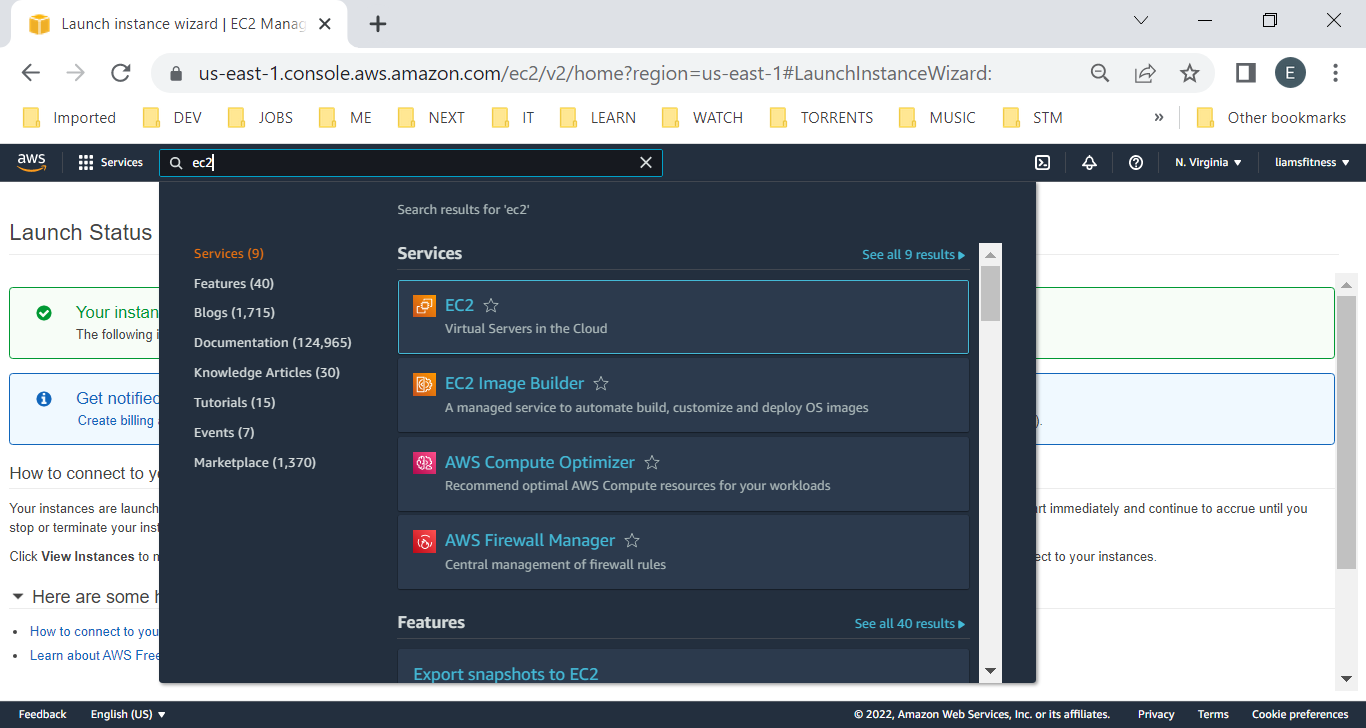 Launch instance wizard | EC2 Manag
us-east-1.console.aws.amazon.com/ec2/v2/home?region=us-east-1#LaunchInstanceWizard:
E
Imported DEV JOBS ME NEXT IT LEARN WATCH TORRENTS MUSIC STM » Other bookmarks
aws Services ec2 N. Virginia liamsfitness
Search results for 'ec2'
Launch Status
Services (9)
Features (40)
Blogs (1,715)
Documentation (124,965)
Knowledge Articles (30)
Tutorials (15)
Events (7)
Marketplace (1,370)
Services See all 9 results
EC2
Virtual Servers in the Cloud
EC2 Image Builder
A managed service to automate build, customize and deploy OS images
AWS Compute Optimizer
Recommend optimal AWS Compute resources for your workloads
AWS Firewall Manager
Central management of firewall rules
Features See all 40 results
Export snapshots to EC2
Your instan
The following i
Get notified
Create billing ).
How to connect to yo
Your instances are launch rt immediately and continue to accrue until you
stop or terminate your inst
Click View Instances to m ect to your instances.
Here are some h
How to connect to you
Learn about AWS Free
Feedback English (US) © 2022, Amazon Web Services, Inc. or its affiliates. Privacy Terms Cookie preferences